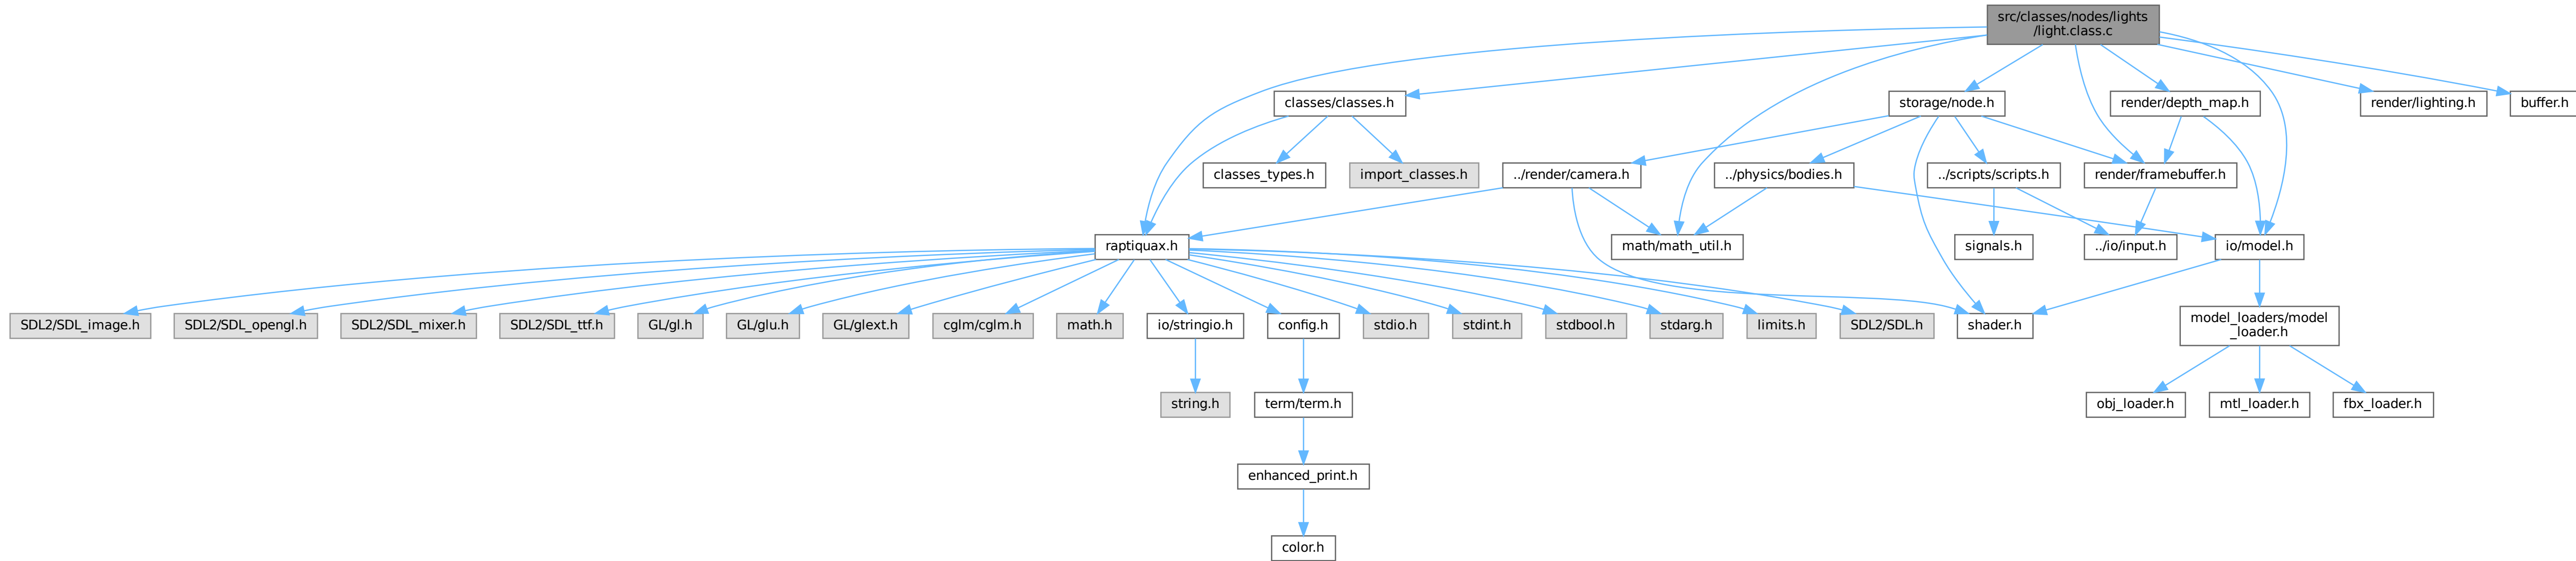 src/classes/nodes/lights
/light.class.c
classes/classes.h
storage/node.h
render/depth_map.h
render/lighting.h
buffer.h
classes_types.h
import_classes.h
../render/camera.h
../physics/bodies.h
../scripts/scripts.h
render/framebuffer.h
raptiquax.h
math/math_util.h
signals.h
../io/input.h
io/model.h
SDL2/SDL_image.h
SDL2/SDL_opengl.h
SDL2/SDL_mixer.h
SDL2/SDL_ttf.h
GL/gl.h
GL/glu.h
GL/glext.h
cglm/cglm.h
math.h
io/stringio.h
config.h
stdio.h
stdint.h
stdbool.h
stdarg.h
limits.h
SDL2/SDL.h
shader.h
model_loaders/model
_loader.h
string.h
term/term.h
obj_loader.h
mtl_loader.h
fbx_loader.h
enhanced_print.h
color.h